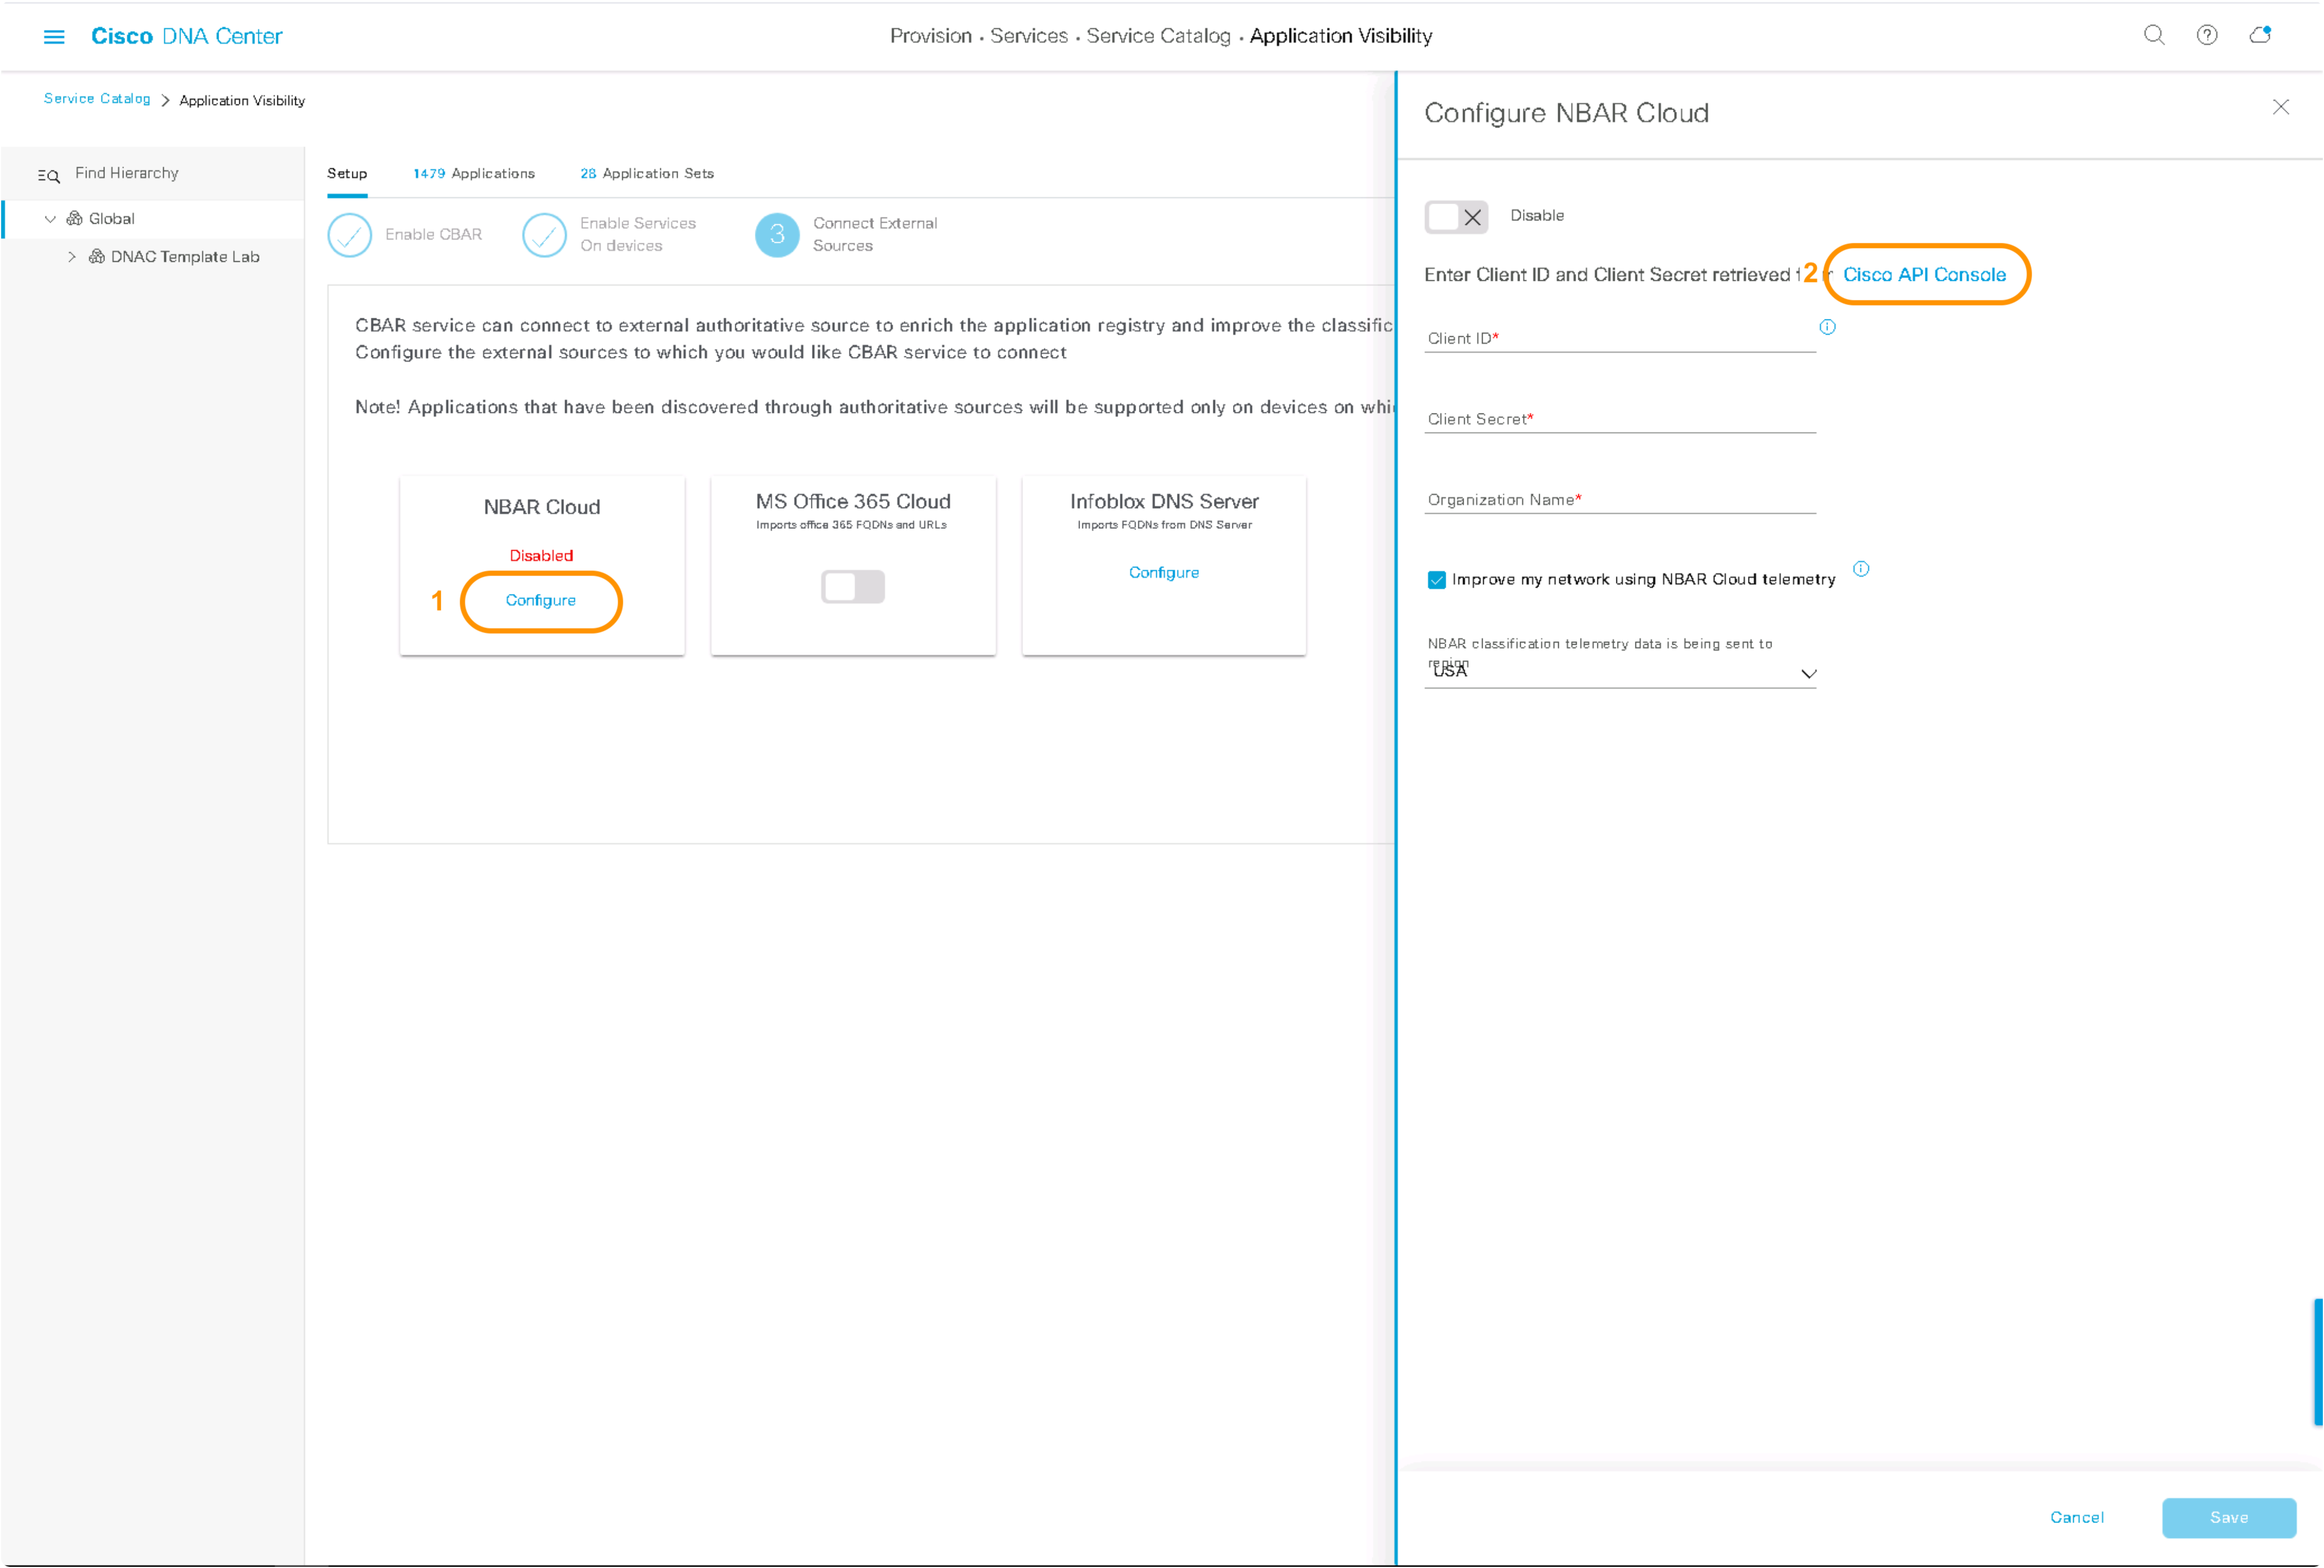 Cisco DNA Center
Provision • Services • Service Catalog • Application Visibility
Service Catalog > Application Visibility
Find Hierarchy
Global
DNAC Template Lab
Setup 1479 Applications 28 Application Sets
Enable CBAR
Enable Services
On devices
3
Connect External
Sources
CBAR service can connect to external authoritative source to enrich the application registry and improve the classific
Configure the external sources to which you would like CBAR service to connect
Note! Applications that have been discovered through authoritative sources will be supported only on devices on whi
NBAR Cloud
Disabled
1 Configure
MS Office 365 Cloud
Imports office 365 FQDNs and URLs
Infoblox DNS Server
Imports FQDNs from DNS Server
Configure
Configure NBAR Cloud
Disable
Enter Client ID and Client Secret retrieved 2 Cisco API Console
Client ID*
Client Secret*
Organization Name*
Improve my network using NBAR Cloud telemetry
NBAR classification telemetry data is being sent to
region
USA
Cancel
Save